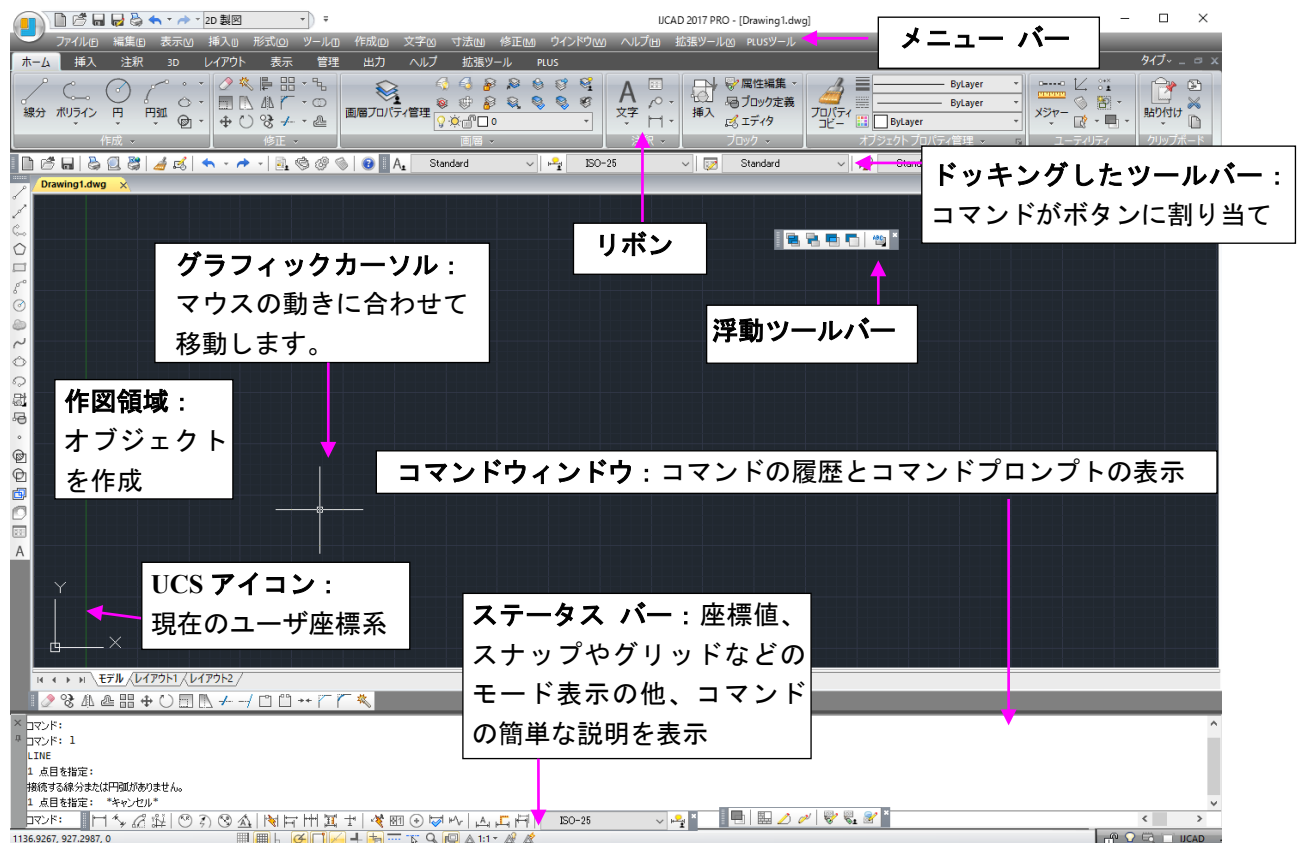 2D 製図
IJCAD 2017 PRO - [Drawing1.dwg]
メニュー バー
ファイル(F) 編集(E) 表示(V) 挿入(I) 形式(O) ツール(T) 作成(D) 文字(X) 寸法(N) 修正(M) ウインドウ(W) ヘルプ(H) 拡張ツール(X) PLUSツール
ホーム 挿入 注釈 3D レイアウト 表示 管理 出力 ヘルプ 拡張ツール PLUS
タイプ
線分 ポリライン 円 円弧
画層プロパティ管理
0
文字
挿入
属性編集
ブロック定義
エディタ
プロパティ
コピー
ByLayer
ByLayer
ByLayer
メジャー
貼り付け
作成 修正 画層 注釈 ブロック オブジェクトプロパティ管理 ユーティリティ クリップボード
Standard ISO-25 Standard
ドッキングしたツールバー：
コマンドがボタンに割り当て
Drawing1.dwg
リボン
グラフィックカーソル：
マウスの動きに合わせて
移動します。
浮動ツールバー
作図領域：
オブジェクト
を作成
コマンドウィンドウ：コマンドの履歴とコマンドプロンプトの表示
UCS アイコン：
現在のユーザ座標系
Y
X
ステータス バー：座標値、
スナップやグリッドなどの
モード表示の他、コマンド
の簡単な説明を表示
モデル レイアウト1 レイアウト2
コマンド:
コマンド: l
LINE
1 点目を指定:
接続する線分または円弧がありません。
1 点目を指定: *キャンセル*
コマンド:
ISO-25
1136.9267, 927.2987, 0
1:1
IJCAD